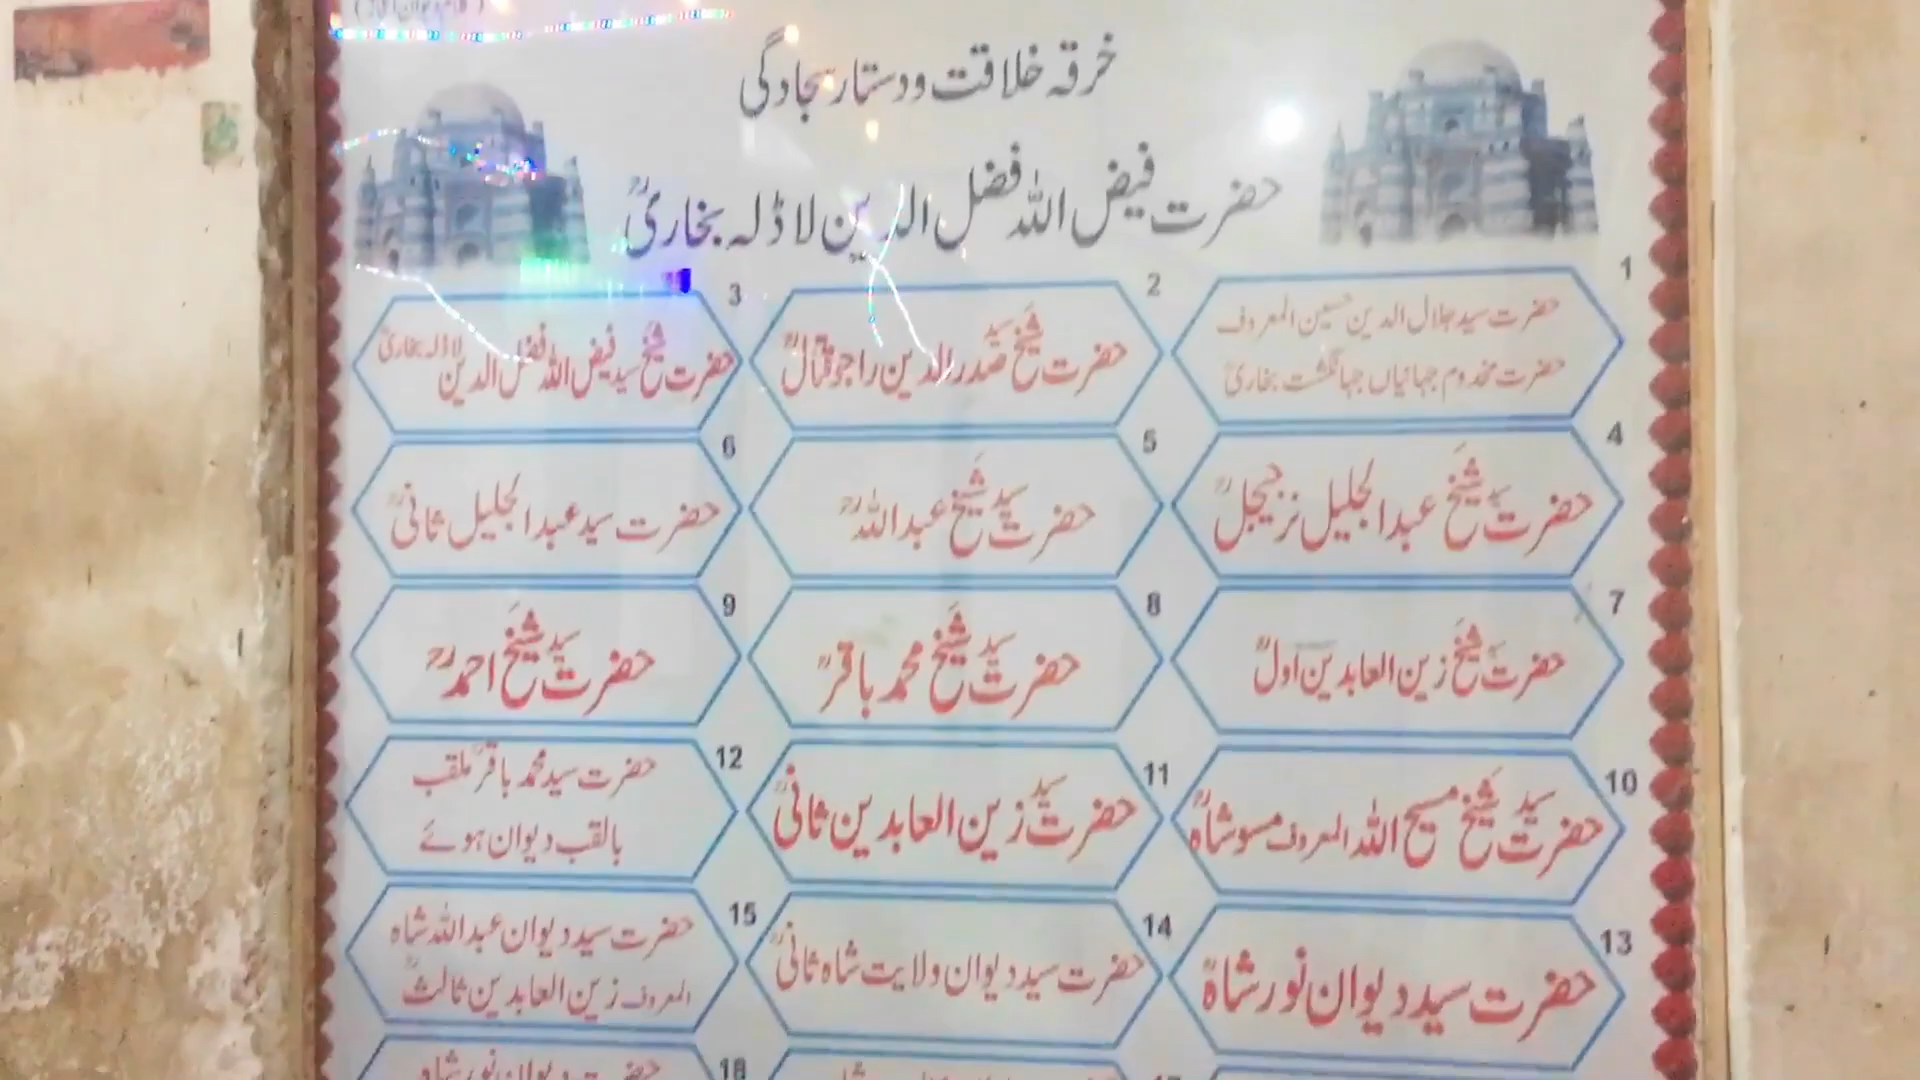 خرقہ خلافت و دستار سجادگی
حضرت فیض اللہ فضل الدین لاڈلہ بخاریؒ
1
حضرت سید جلال الدین حسین المعروف
حضرت مخدوم جہانیاں جہانگشت بخاریؒ
2
حضرت شیخ سید صدر الدین راجو قتالؒ
3
حضرت شیخ سید فیض اللہ فضل الدین لاڈلہ بخاریؒ
4
حضرت سید شیخ عبد الجلیل
5
حضرت سید شیخ عبد اللہؒ
6
حضرت سید عبد الجلیل ثانیؒ
7
حضرت سید شیخ زین العابدین اولؒ
8
حضرت سید شیخ محمد باقرؒ
9
حضرت سید شیخ احمدؒ
10
حضرت سید شیخ مسیح اللہ المعروف مسو شاہؒ
11
حضرت سید زین العابدین ثانیؒ
12
حضرت سید محمد باقرؒ ملقب
بالقب دیوان ہوئے
13
حضرت سید دیوان نور شاہؒ
14
حضرت سید دیوان ولایت شاہ ثانیؒ
15
حضرت سید دیوان عبد اللہ شاہ
المعروف زین العابدین ثالثؒ
18